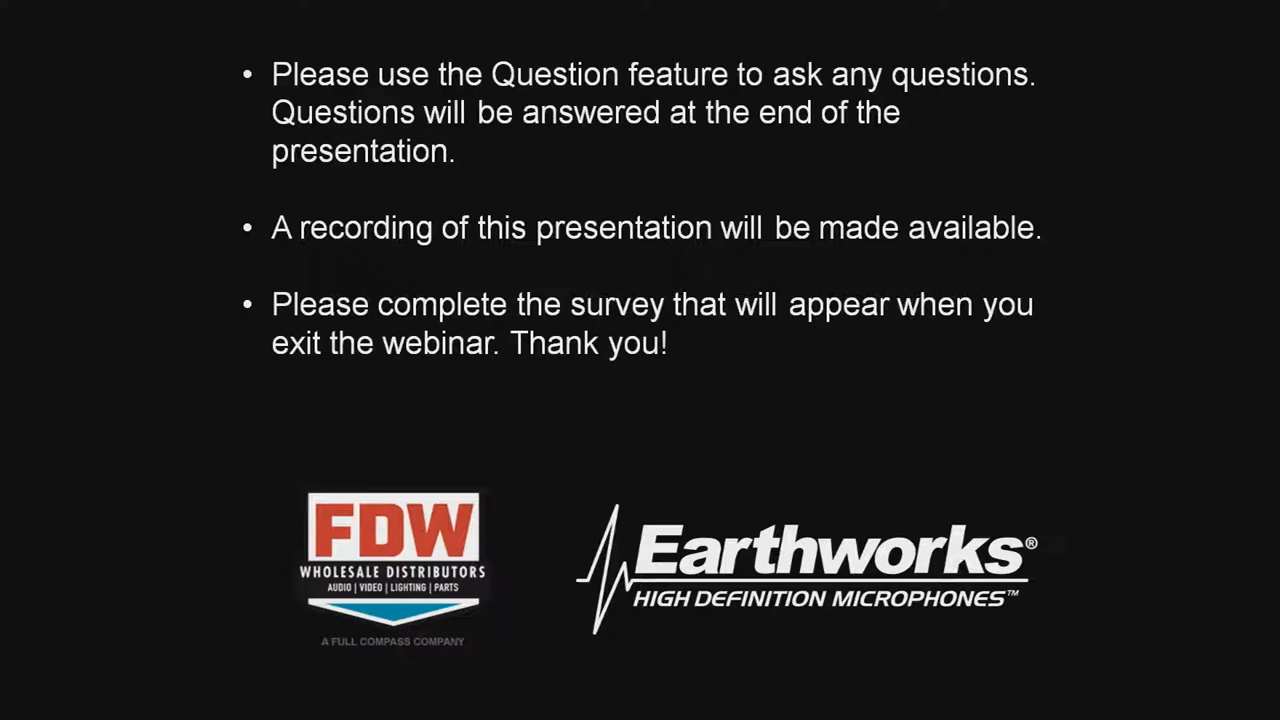 • Please use the Question feature to ask any questions.
Questions will be answered at the end of the
presentation.
• A recording of this presentation will be made available.
• Please complete the survey that will appear when you
exit the webinar. Thank you!
FDW
WHOLESALE DISTRIBUTORS
AUDIO | VIDEO | LIGHTING | PARTS
A FULL COMPASS COMPANY
Earthworks®
HIGH DEFINITION MICROPHONES™